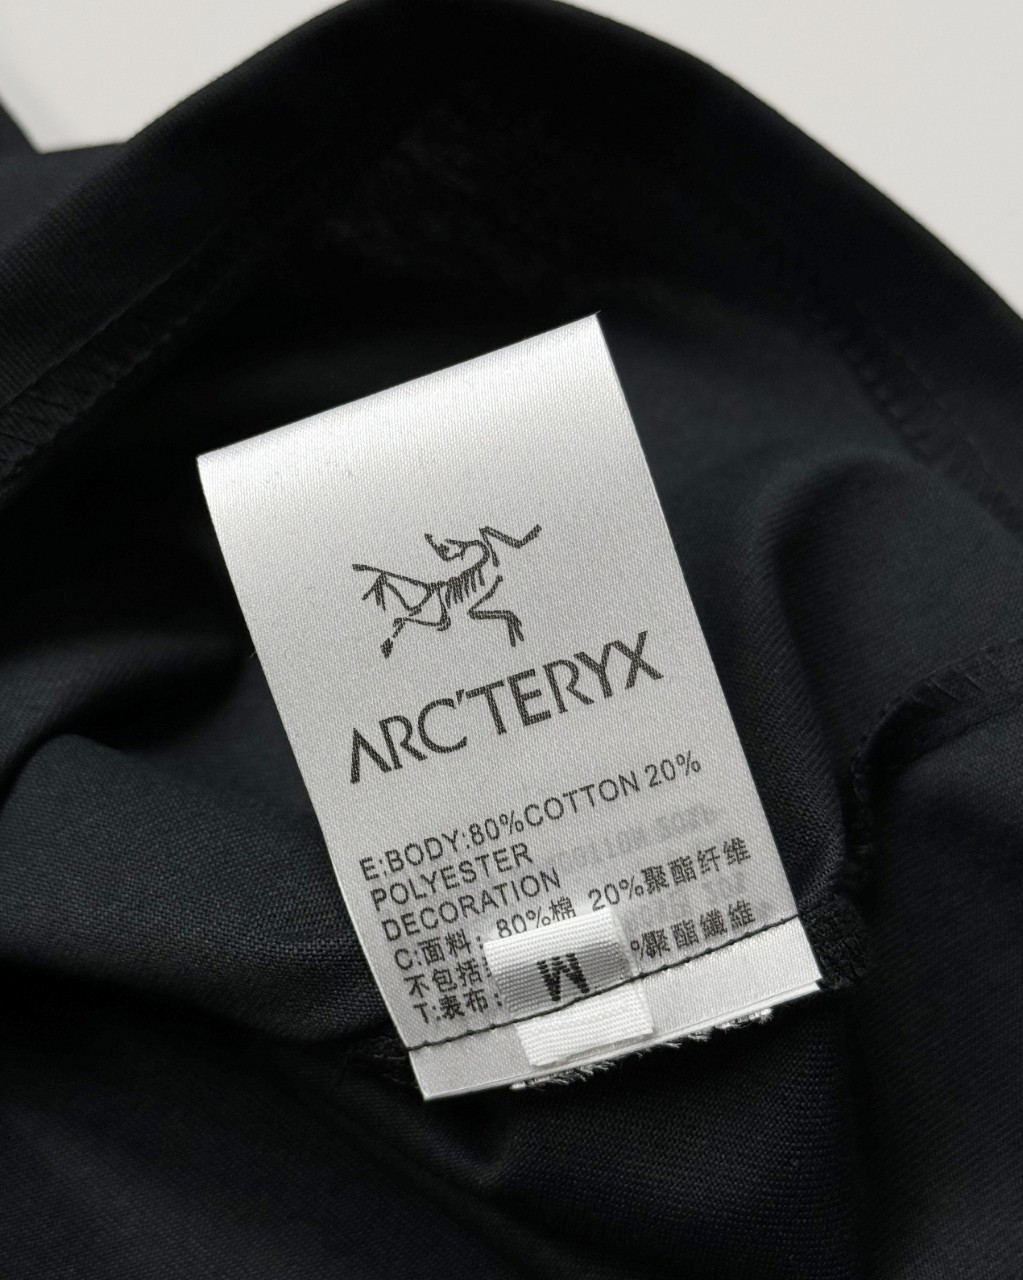 ARC'TERYX
E:BODY:80%COTTON 20%
POLYESTER
DECORATION
C:面料: 80%棉 20%聚酯纤维
不包括
T:表布: %聚酯纖維
M